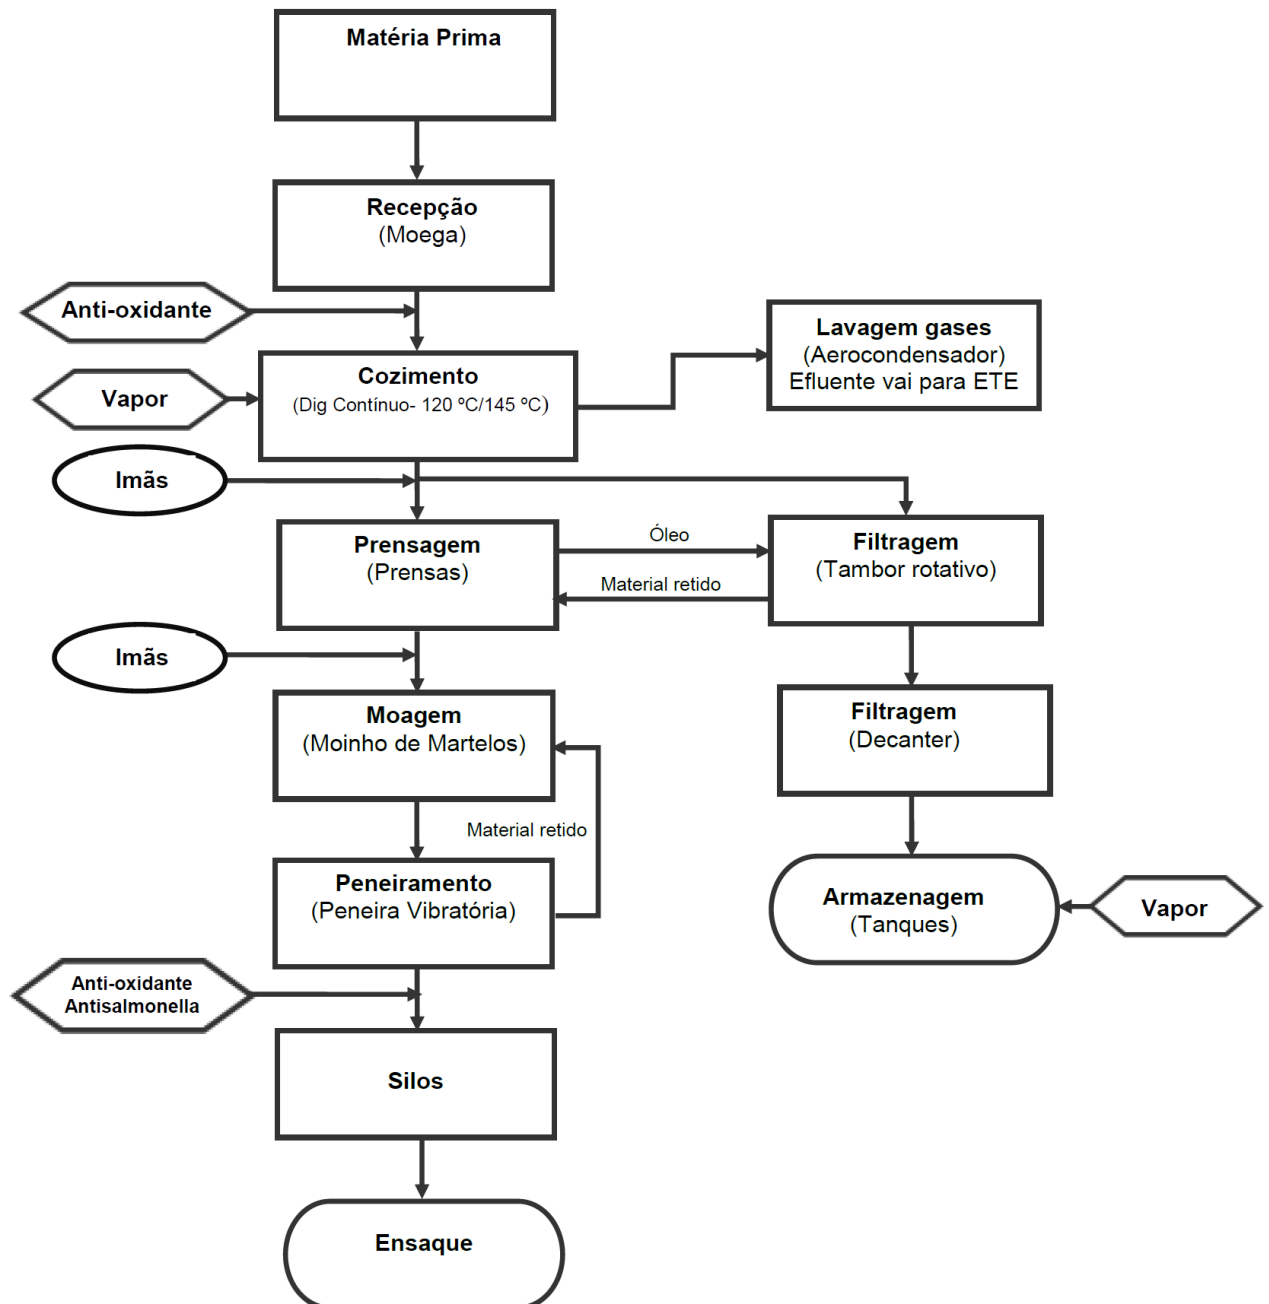 Matéria Prima
Recepção
(Moega)
Anti-oxidante
Lavagem gases
(Aerocondensador)
Efluente vai para ETE
Cozimento
(Dig Contínuo- 120 ºC/145 ºC)
Vapor
Imãs
Prensagem
(Prensas)
Óleo
Material retido
Filtragem
(Tambor rotativo)
Imãs
Moagem
(Moinho de Martelos)
Filtragem
(Decanter)
Material retido
Peneiramento
(Peneira Vibratória)
Armazenagem
(Tanques)
Vapor
Anti-oxidante
Antisalmonella
Silos
Ensaque